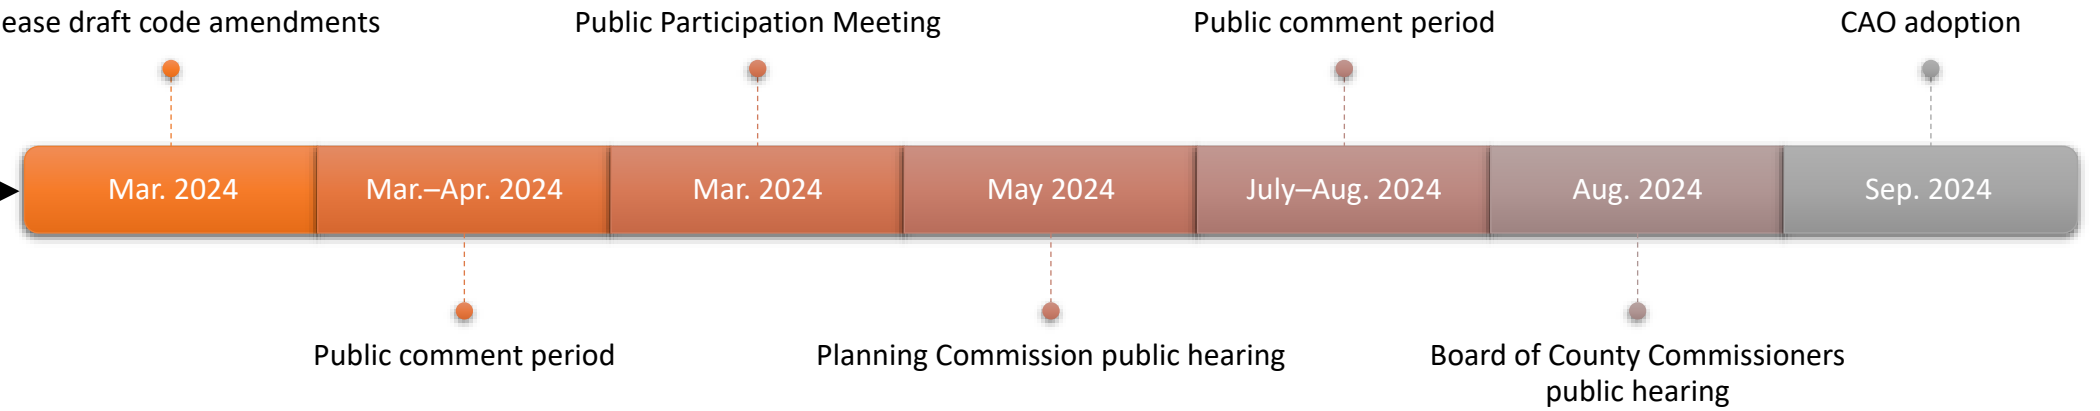 ease draft code amendments
Public Participation Meeting
Public comment period
CAO adoption
Mar. 2024
Mar.–Apr. 2024
Mar. 2024
May 2024
July–Aug. 2024
Aug. 2024
Sep. 2024
Public comment period
Planning Commission public hearing
Board of County Commissioners
public hearing